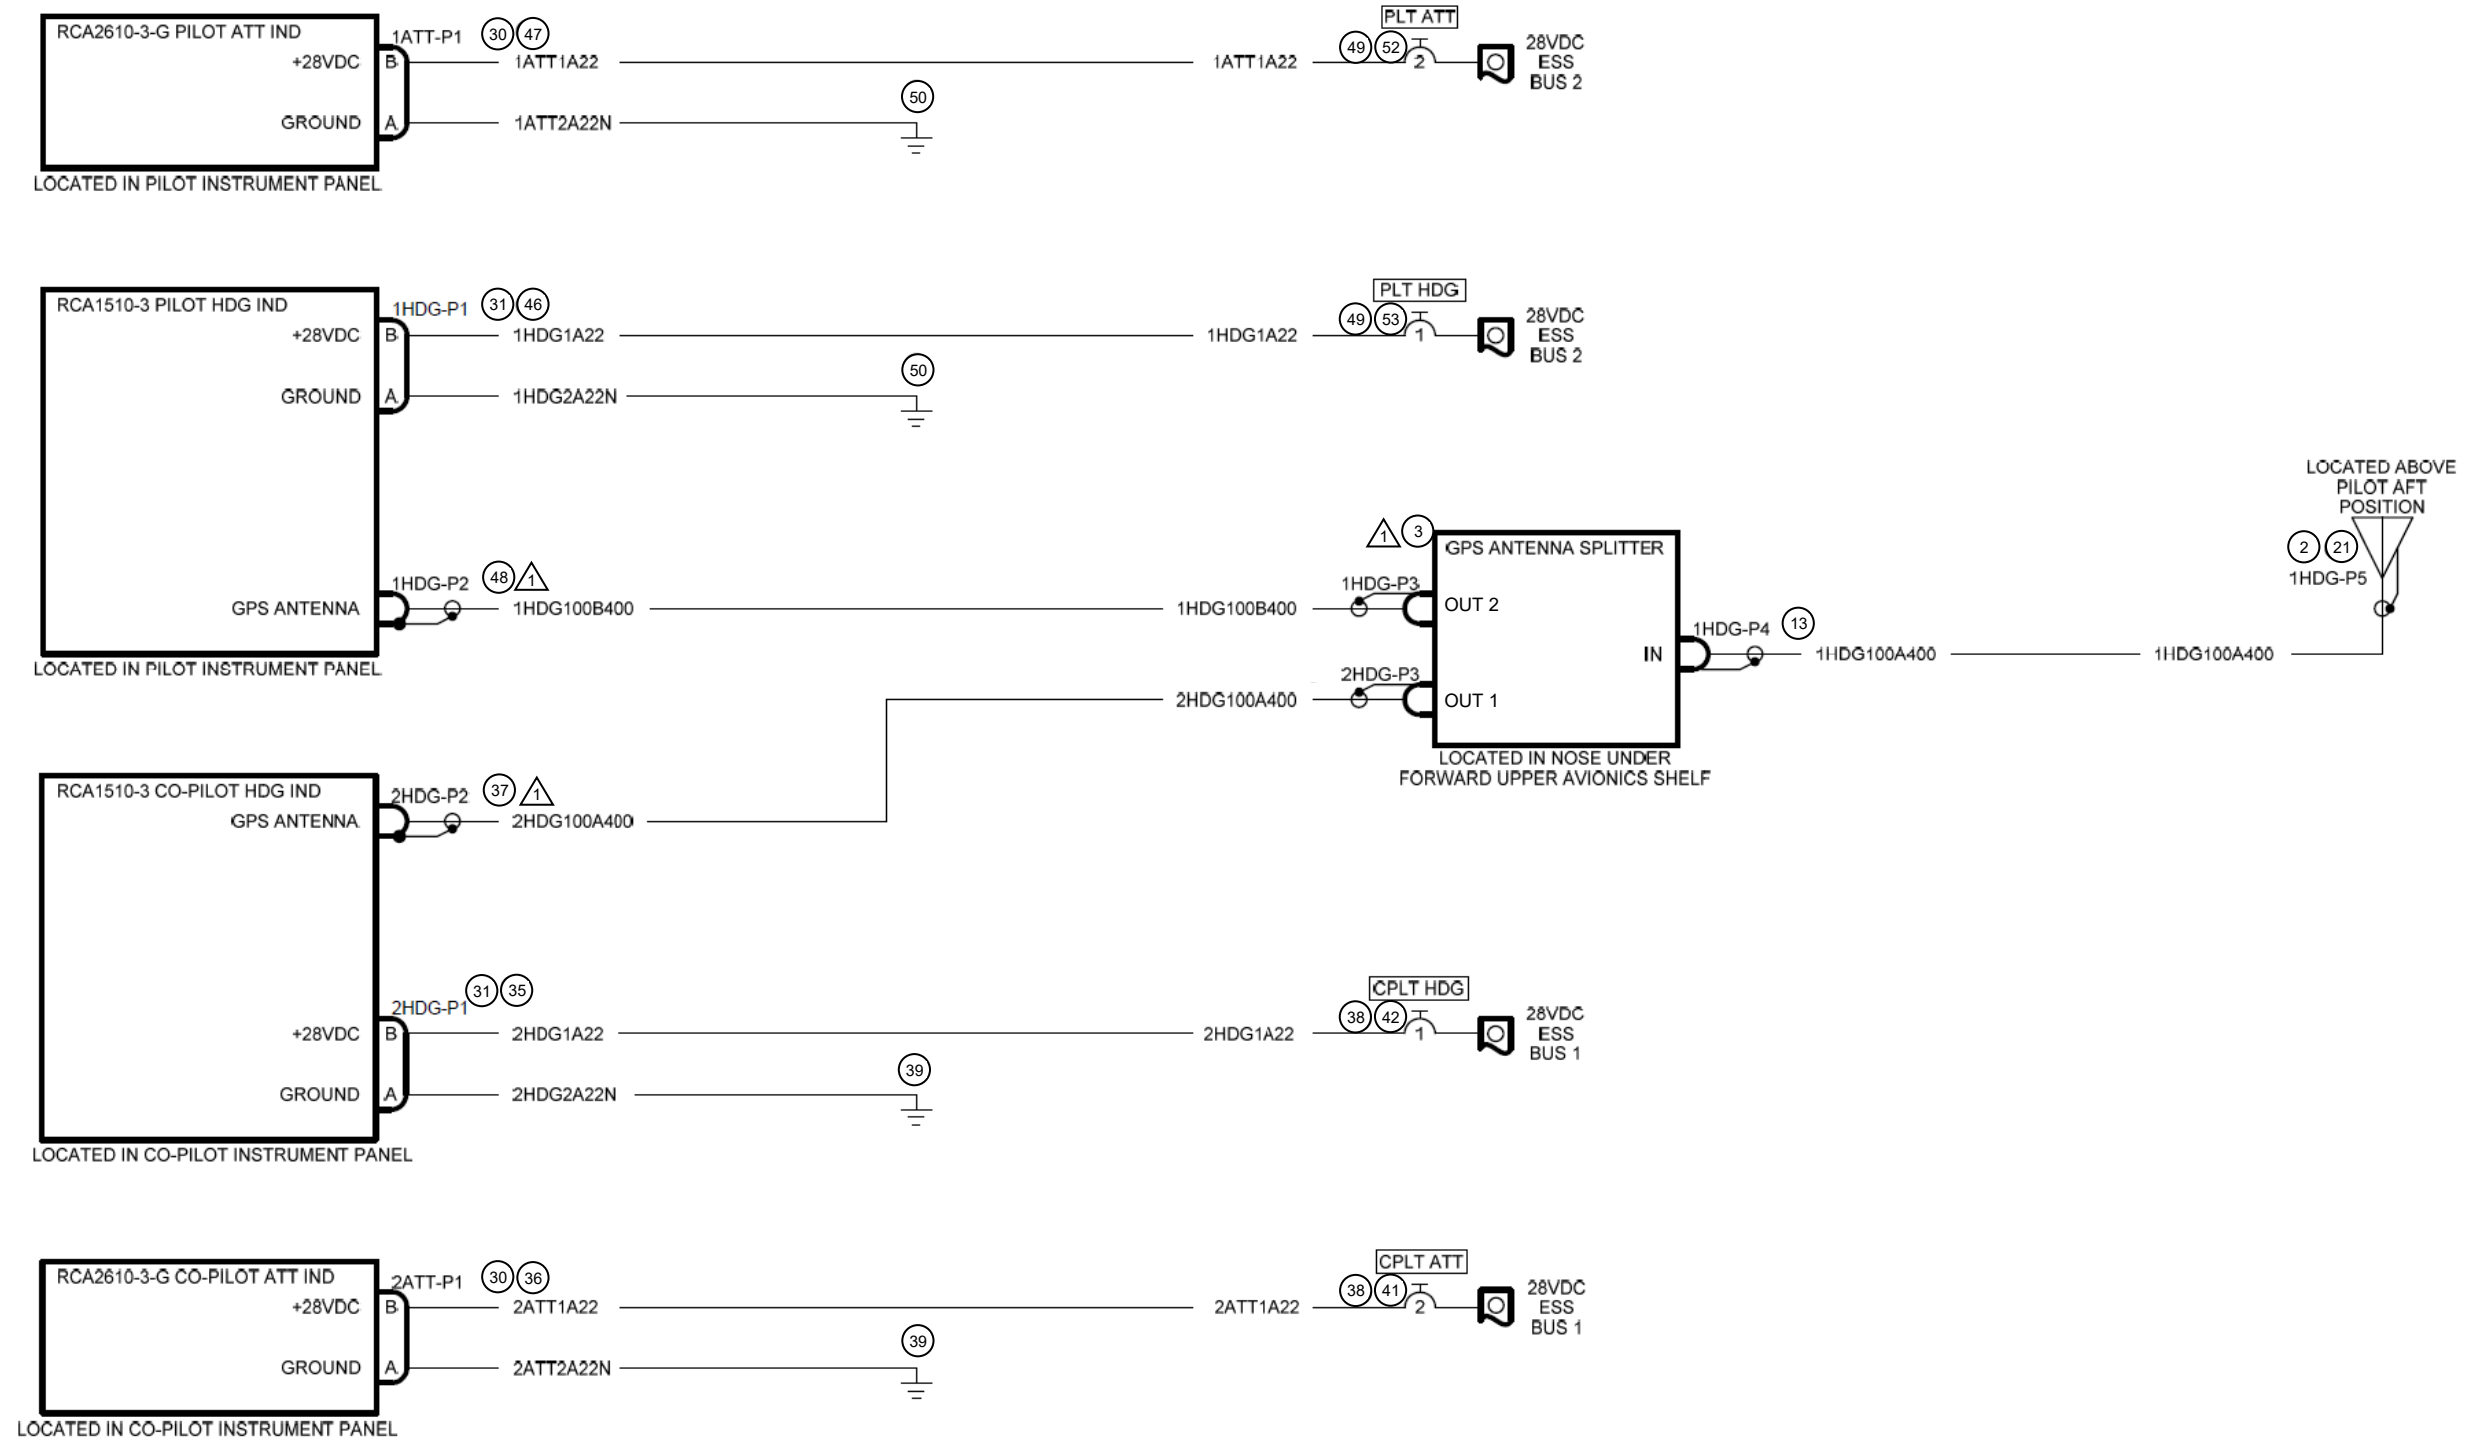 RCA2610-3-G PILOT ATT IND
+28VDC
B
GROUND
A
1ATT-P1
30 47
1ATT1A22
1ATT2A22N
50
1ATT1A22
49 52
PLT ATT
2
28VDC
ESS
BUS 2
LOCATED IN PILOT INSTRUMENT PANEL
RCA1510-3 PILOT HDG IND
+28VDC
B
GROUND
A
1HDG-P1
31 46
1HDG1A22
1HDG2A22N
50
1HDG1A22
49 53
PLT HDG
1
28VDC
ESS
BUS 2
GPS ANTENNA
1HDG-P2
48 1
1HDG100B400
LOCATED IN PILOT INSTRUMENT PANEL
1HDG100B400
1HDG-P3
1 3
GPS ANTENNA SPLITTER
OUT 2
2HDG100A400
2HDG-P3
OUT 1
IN
1HDG-P4
13
1HDG100A400
1HDG100A400
LOCATED ABOVE
PILOT AFT
POSITION
2 21
1HDG-P5
LOCATED IN NOSE UNDER
FORWARD UPPER AVIONICS SHELF
RCA1510-3 CO-PILOT HDG IND
GPS ANTENNA
2HDG-P2
37 1
2HDG100A400
2HDG-P1
31 35
+28VDC
B
2HDG1A22
GROUND
A
2HDG2A22N
39
2HDG1A22
38 42
CPLT HDG
1
28VDC
ESS
BUS 1
LOCATED IN CO-PILOT INSTRUMENT PANEL
RCA2610-3-G CO-PILOT ATT IND
+28VDC
B
GROUND
A
2ATT-P1
30 36
2ATT1A22
2ATT2A22N
39
2ATT1A22
38 41
CPLT ATT
2
28VDC
ESS
BUS 1
LOCATED IN CO-PILOT INSTRUMENT PANEL